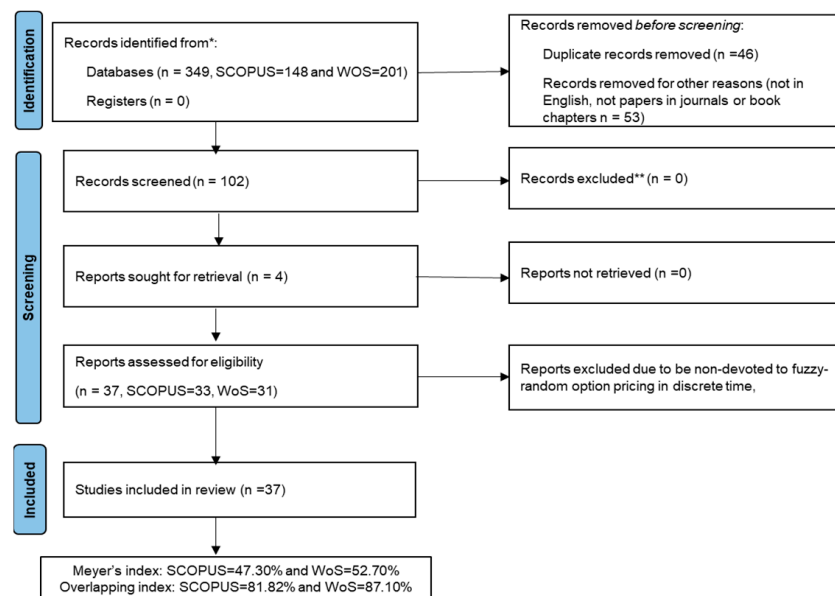 Identification
Records identified from*:
Databases (n = 349, SCOPUS=148 and WOS=201)
Registers (n = 0)
Records removed before screening:
Duplicate records removed (n =46)
Records removed for other reasons (not in
English, not papers in journals or book
chapters n = 53)
Screening
Records screened (n = 102)
Records excluded** (n = 0)
Reports sought for retrieval (n = 4)
Reports not retrieved (n =0)
Reports assessed for eligibility
(n = 37, SCOPUS=33, WoS=31)
Reports excluded due to be non-devoted to fuzzy-
random option pricing in discrete time,
Included
Studies included in review (n =37)
Meyer's index: SCOPUS=47.30% and WoS=52.70%
Overlapping index: SCOPUS=81.82% and WoS=87.10%